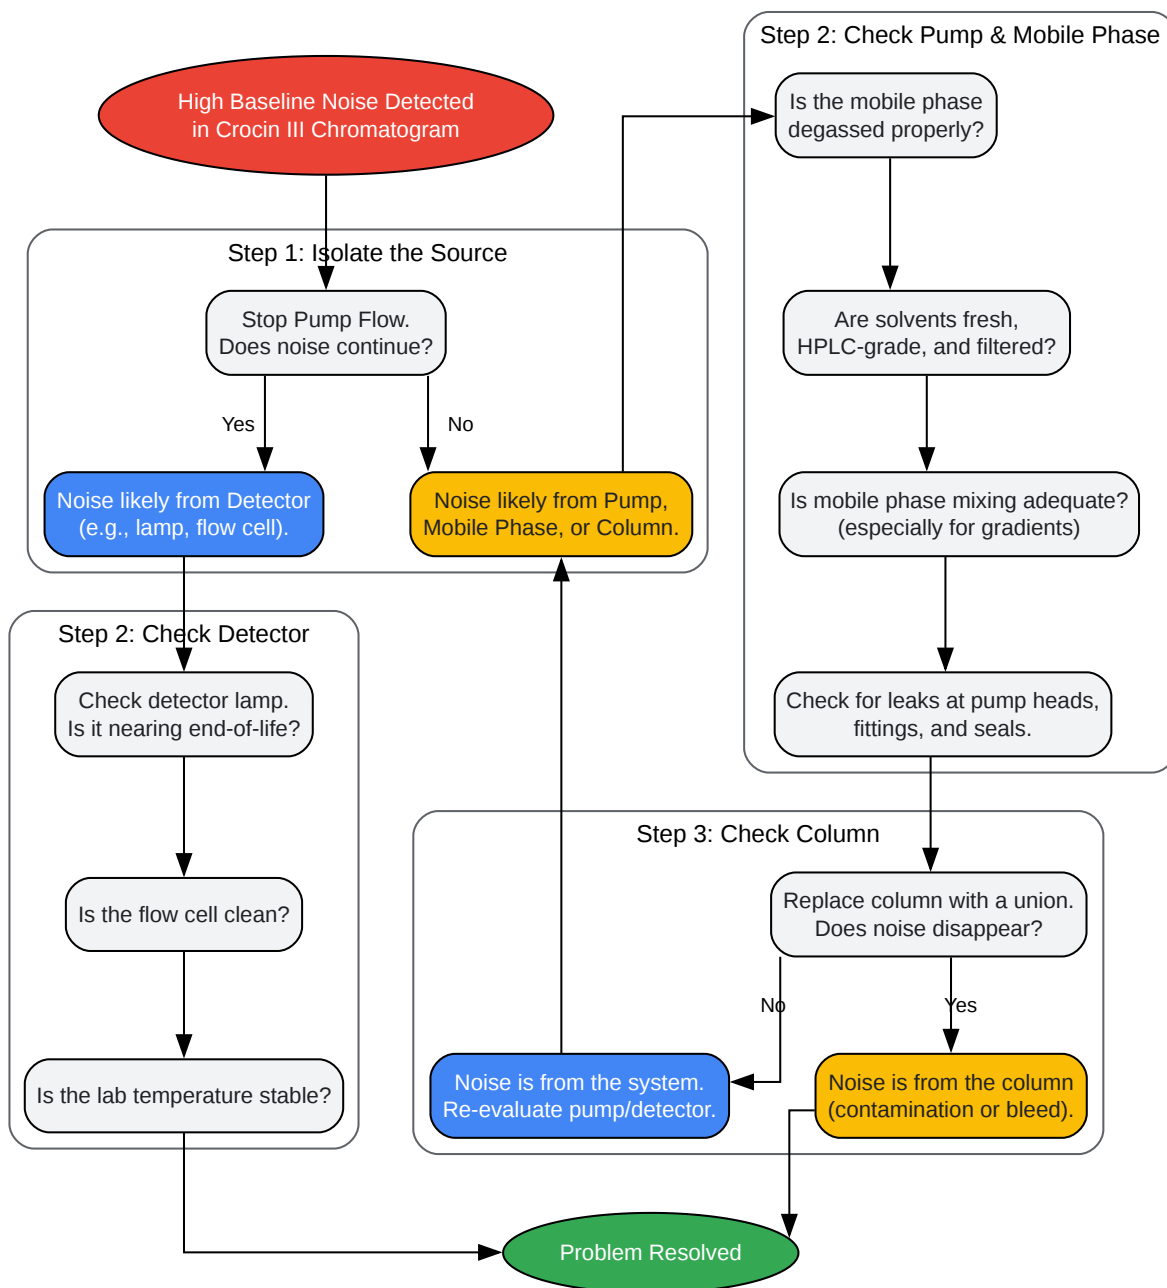 High Baseline Noise Detected
in Crocin III Chromatogram
Step 1: Isolate the Source
Stop Pump Flow.
Does noise continue?
Yes
No
Noise likely from Detector
(e.g., lamp, flow cell).
Noise likely from Pump,
Mobile Phase, or Column.
Step 2: Check Detector
Check detector lamp.
Is it nearing end-of-life?
Is the flow cell clean?
Is the lab temperature stable?
Step 2: Check Pump & Mobile Phase
Is the mobile phase
degassed properly?
Are solvents fresh,
HPLC-grade, and filtered?
Is mobile phase mixing adequate?
(especially for gradients)
Check for leaks at pump heads,
fittings, and seals.
Step 3: Check Column
Replace column with a union.
Does noise disappear?
No
Yes
Noise is from the system.
Re-evaluate pump/detector.
Noise is from the column
(contamination or bleed).
Problem Resolved